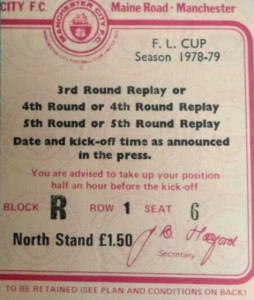 CITY F.C. Maine Road · Manchester
MANCHESTER CITY F.C.
F. L. CUP
Season 1978-79
3rd Round Replay or
4th Round or 4th Round Replay
5th Round or 5th Round Replay
Date and kick-off time as announced
in the press.
You are advised to take up your position
half an hour before the kick-off
BLOCK R ROW 1 SEAT 6
North Stand £1.50
Secretary
TO BE RETAINED (SEE PLAN AND CONDITIONS ON BACK)